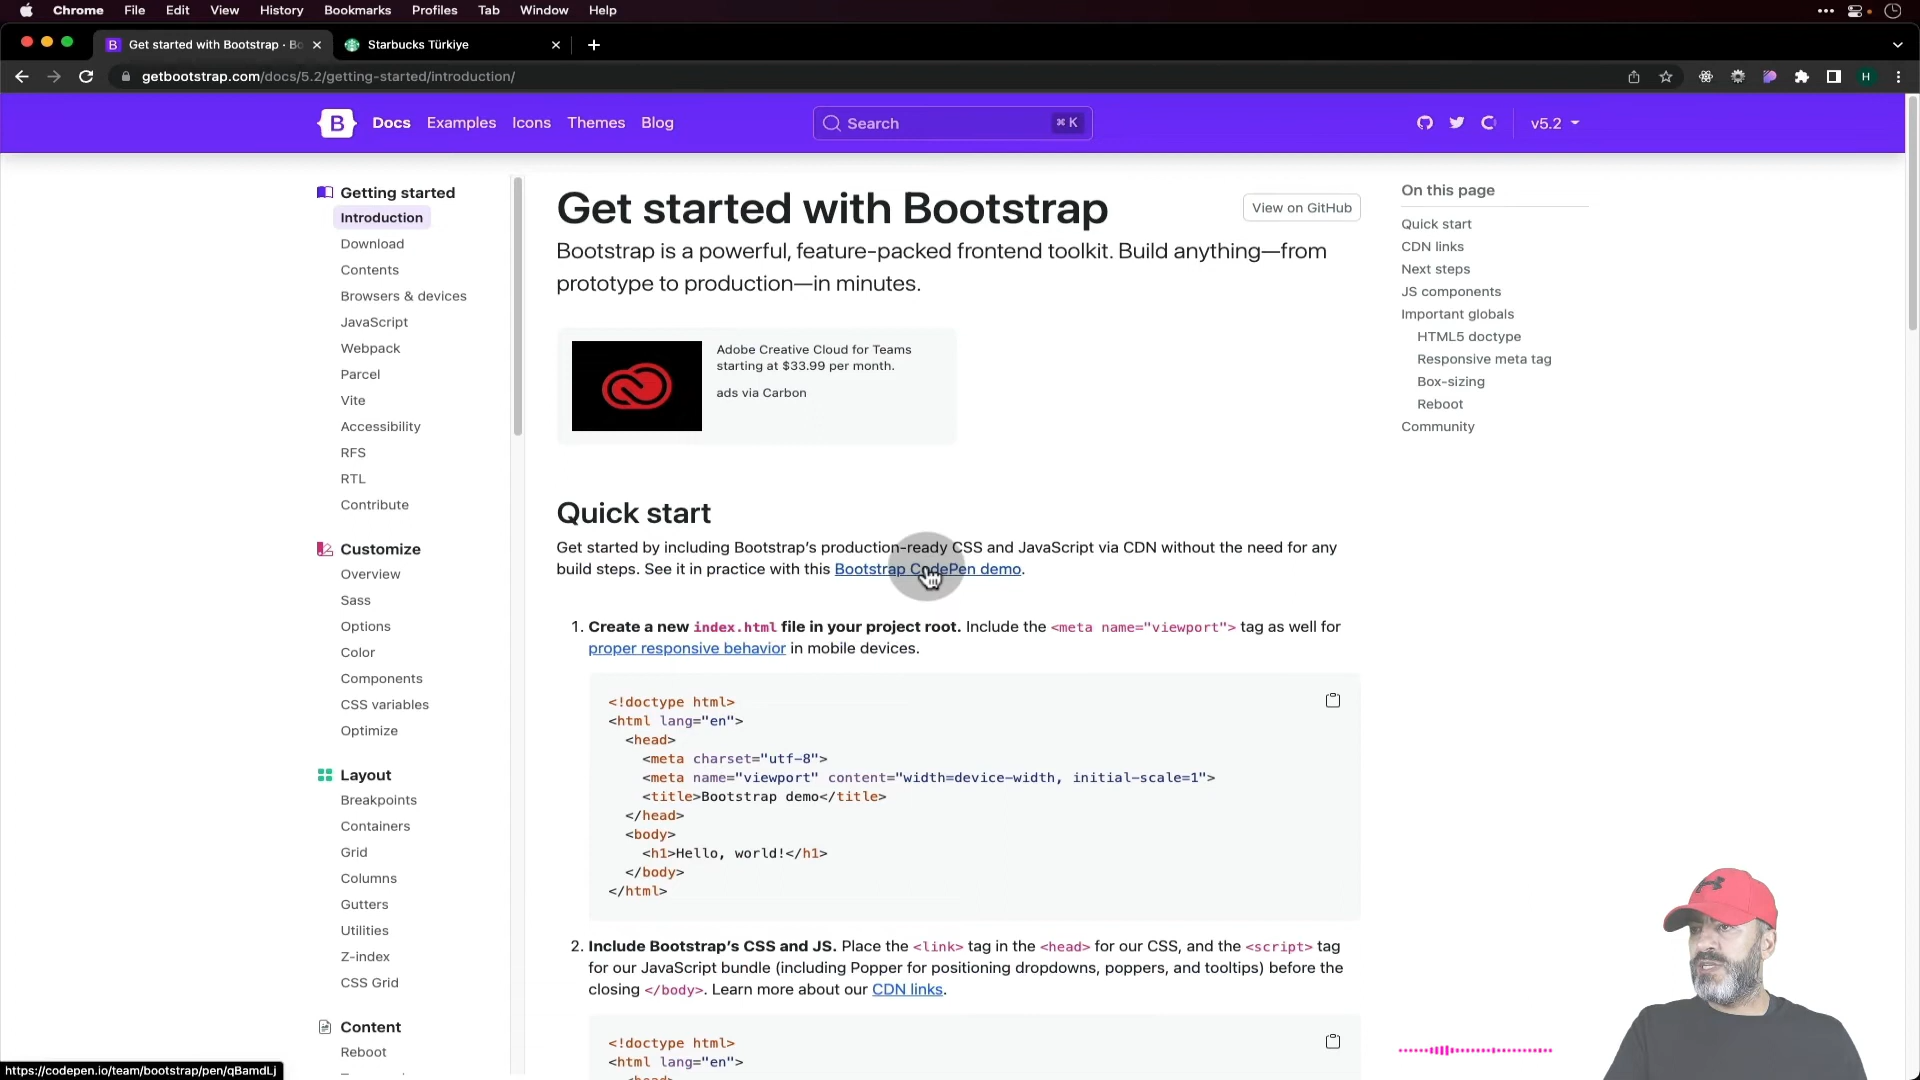 Chrome File Edit View History Bookmarks Profiles Tab Window Help
Get started with Bootstrap · Bo
Starbucks Türkiye
getbootstrap.com/docs/5.2/getting-started/introduction/
H
B Docs Examples Icons Themes Blog
Search ⌘ K
v5.2
Getting started
Introduction
Download
Contents
Browsers & devices
JavaScript
Webpack
Parcel
Vite
Accessibility
RFS
RTL
Contribute
Customize
Overview
Sass
Options
Color
Components
CSS variables
Optimize
Layout
Breakpoints
Containers
Grid
Columns
Gutters
Utilities
Z-index
CSS Grid
Content
Reboot
https://codepen.io/team/bootstrap/pen/qBamdLj
Get started with Bootstrap
View on GitHub
Bootstrap is a powerful, feature-packed frontend toolkit. Build anything—from
prototype to production—in minutes.
Adobe Creative Cloud for Teams
starting at $33.99 per month.
ads via Carbon
Quick start
Get started by including Bootstrap's production-ready CSS and JavaScript via CDN without the need for any
build steps. See it in practice with this Bootstrap CodePen demo.
1. Create a new index.html file in your project root. Include the <meta name="viewport"> tag as well for
proper responsive behavior in mobile devices.
<!doctype html>
<html lang="en">
<head>
<meta charset="utf-8">
<meta name="viewport" content="width=device-width, initial-scale=1">
<title>Bootstrap demo</title>
</head>
<body>
<h1>Hello, world!</h1>
</body>
</html>
2. Include Bootstrap's CSS and JS. Place the <link> tag in the <head> for our CSS, and the <script> tag
for our JavaScript bundle (including Popper for positioning dropdowns, poppers, and tooltips) before the
closing </body>. Learn more about our CDN links.
<!doctype html>
<html lang="en">
<head>
On this page
Quick start
CDN links
Next steps
JS components
Important globals
HTML5 doctype
Responsive meta tag
Box-sizing
Reboot
Community